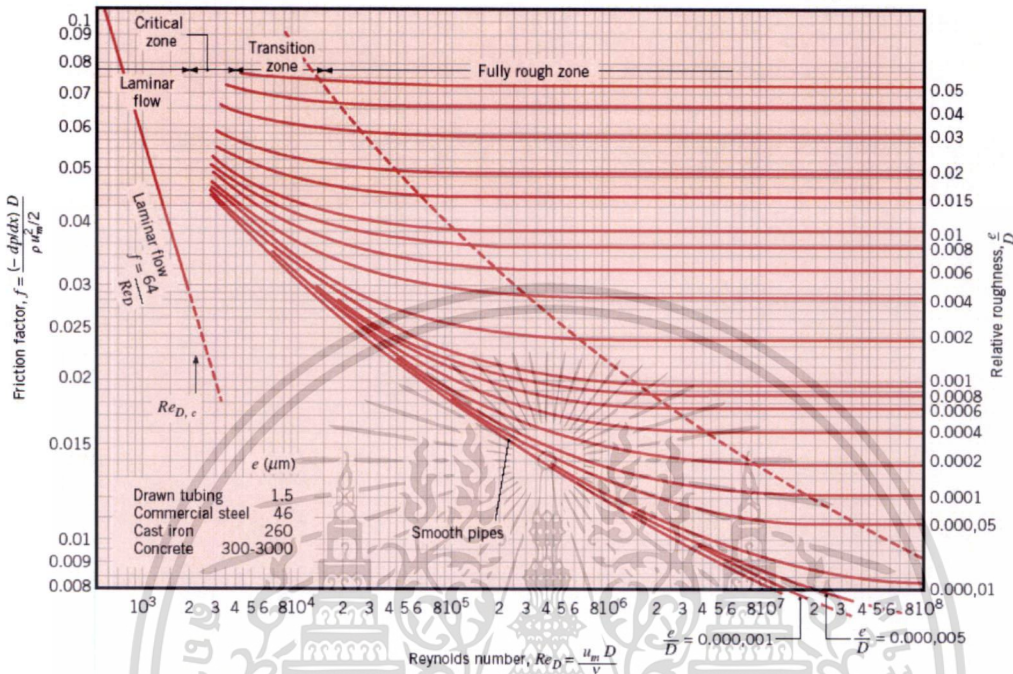 0.1
0.09
0.08
0.07
0.06
0.05
0.04
0.03
0.025
0.02
0.015
0.01
0.009
0.008
Friction factor, f = (− dp/dx) D / ρ u²m/2
Critical
zone
Transition
zone
Fully rough zone
Laminar
flow
Laminar flow
f = 64
ReD
ReD, c
e (μm)
Drawn tubing 1.5
Commercial steel 46
Cast iron 260
Concrete 300-3000
Smooth pipes
0.05
0.04
0.03
0.02
0.015
0.01
0.008
0.006
0.004
0.002
0.001
0.0008
0.0006
0.0004
0.0002
0.0001
0.000,05
0.000,01
Relative roughness, e/D
10³ 2 3 4 5 6 8 10⁴ 2 3 4 5 6 8 10⁵ 2 3 4 5 6 8 10⁶ 2 3 4 5 6 8 10⁷ 2 3 4 5 6 8 10⁸
e/D = 0.000,001
e/D = 0.000,005
Reynolds number, ReD = um D / ν